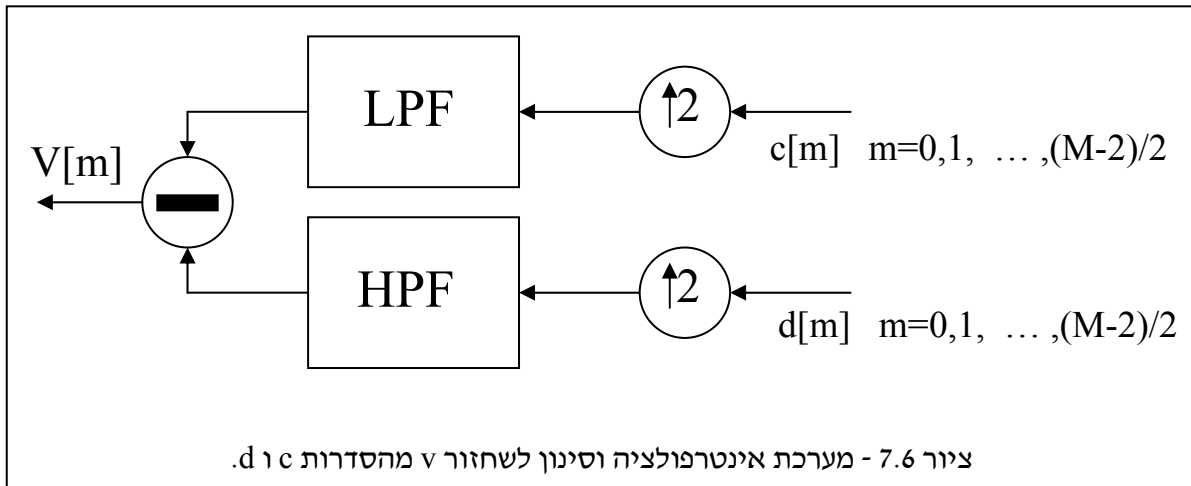 LPF
↑2
c[m] m=0,1, … ,(M-2)/2
V[m]
HPF
↑2
d[m] m=0,1, … ,(M-2)/2
ציור 7.6 - מערכת אינטרפולציה וסינון לשחזור v מהסדרות c ו d.